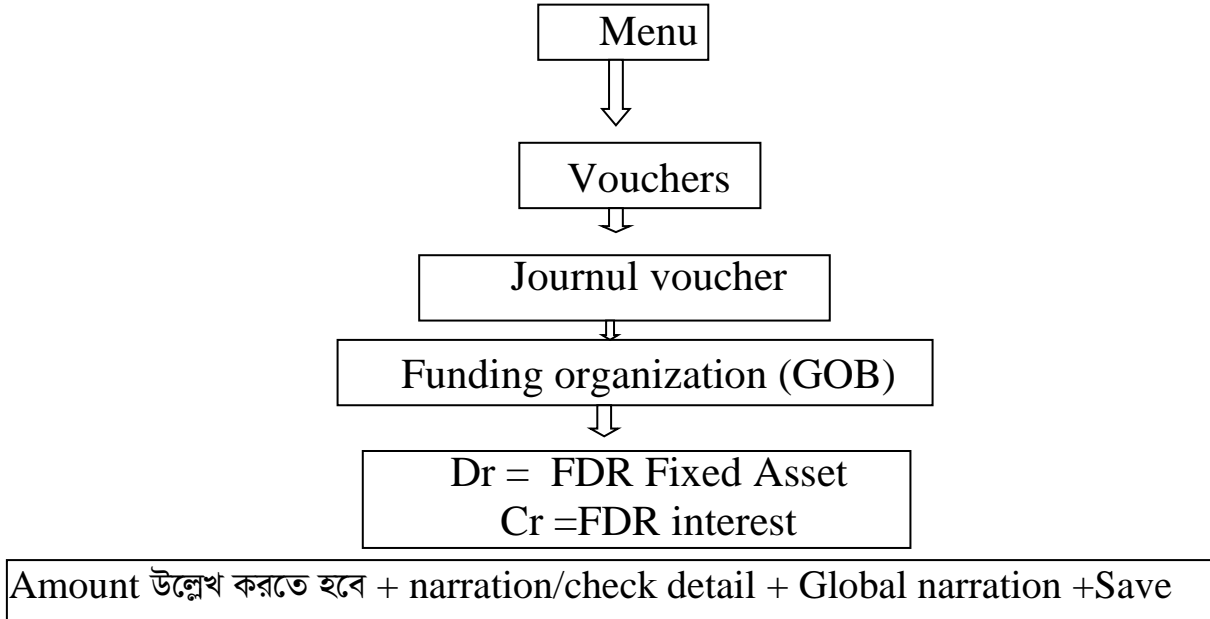 Menu
Vouchers
Journul voucher
Funding organization (GOB)
Dr = FDR Fixed Asset
Cr =FDR interest
Amount উল্লেখ করতে হবে + narration/check detail + Global narration +Save